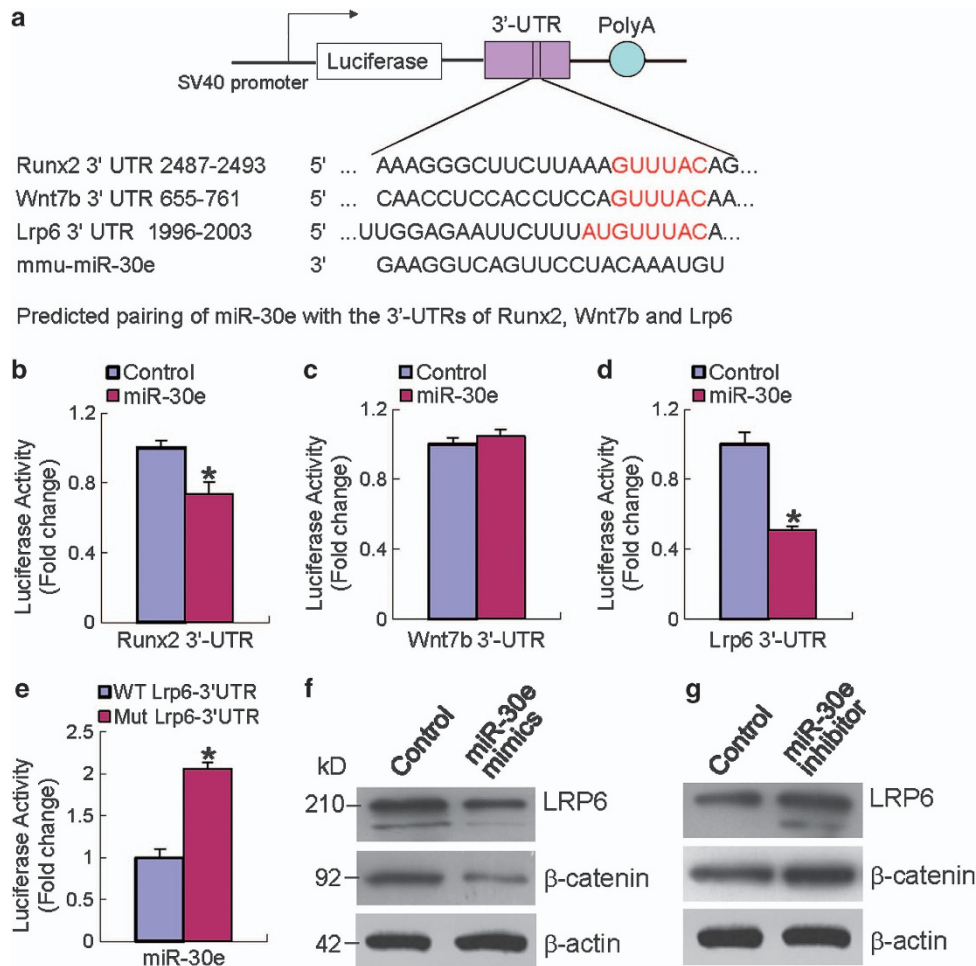 a
3'-UTR
PolyA
Luciferase
SV40 promoter
Runx2 3' UTR 2487-2493 5' ... AAAGGGCUUCUUAAAGUUUACAG...
Wnt7b 3' UTR 655-761 5' ... CAACCUCCACCUCCAGUUUACAA...
Lrp6 3' UTR 1996-2003 5' ...UUGGAGAAUUCUUUAUGUUUACA...
mmu-miR-30e 3' GAAGGUCAGUUCCUACAAAUGU
Predicted pairing of miR-30e with the 3'-UTRs of Runx2, Wnt7b and Lrp6
b
Control
miR-30e
Luciferase Activity
(Fold change)
1.2
0.8
0.4
0
*
Runx2 3'-UTR
c
Control
miR-30e
Luciferase Activity
(Fold change)
1.2
0.8
0.4
0
Wnt7b 3'-UTR
d
Control
miR-30e
Luciferase Activity
(Fold change)
1.2
0.8
0.4
0
*
Lrp6 3'-UTR
e
WT Lrp6-3'UTR
Mut Lrp6-3'UTR
Luciferase Activity
(Fold change)
2.5
2
1.5
1
0.5
0
*
miR-30e
f
Control
miR-30e
mimics
kD
210
LRP6
92
β-catenin
42
β-actin
g
Control
miR-30e
inhibitor
LRP6
β-catenin
β-actin